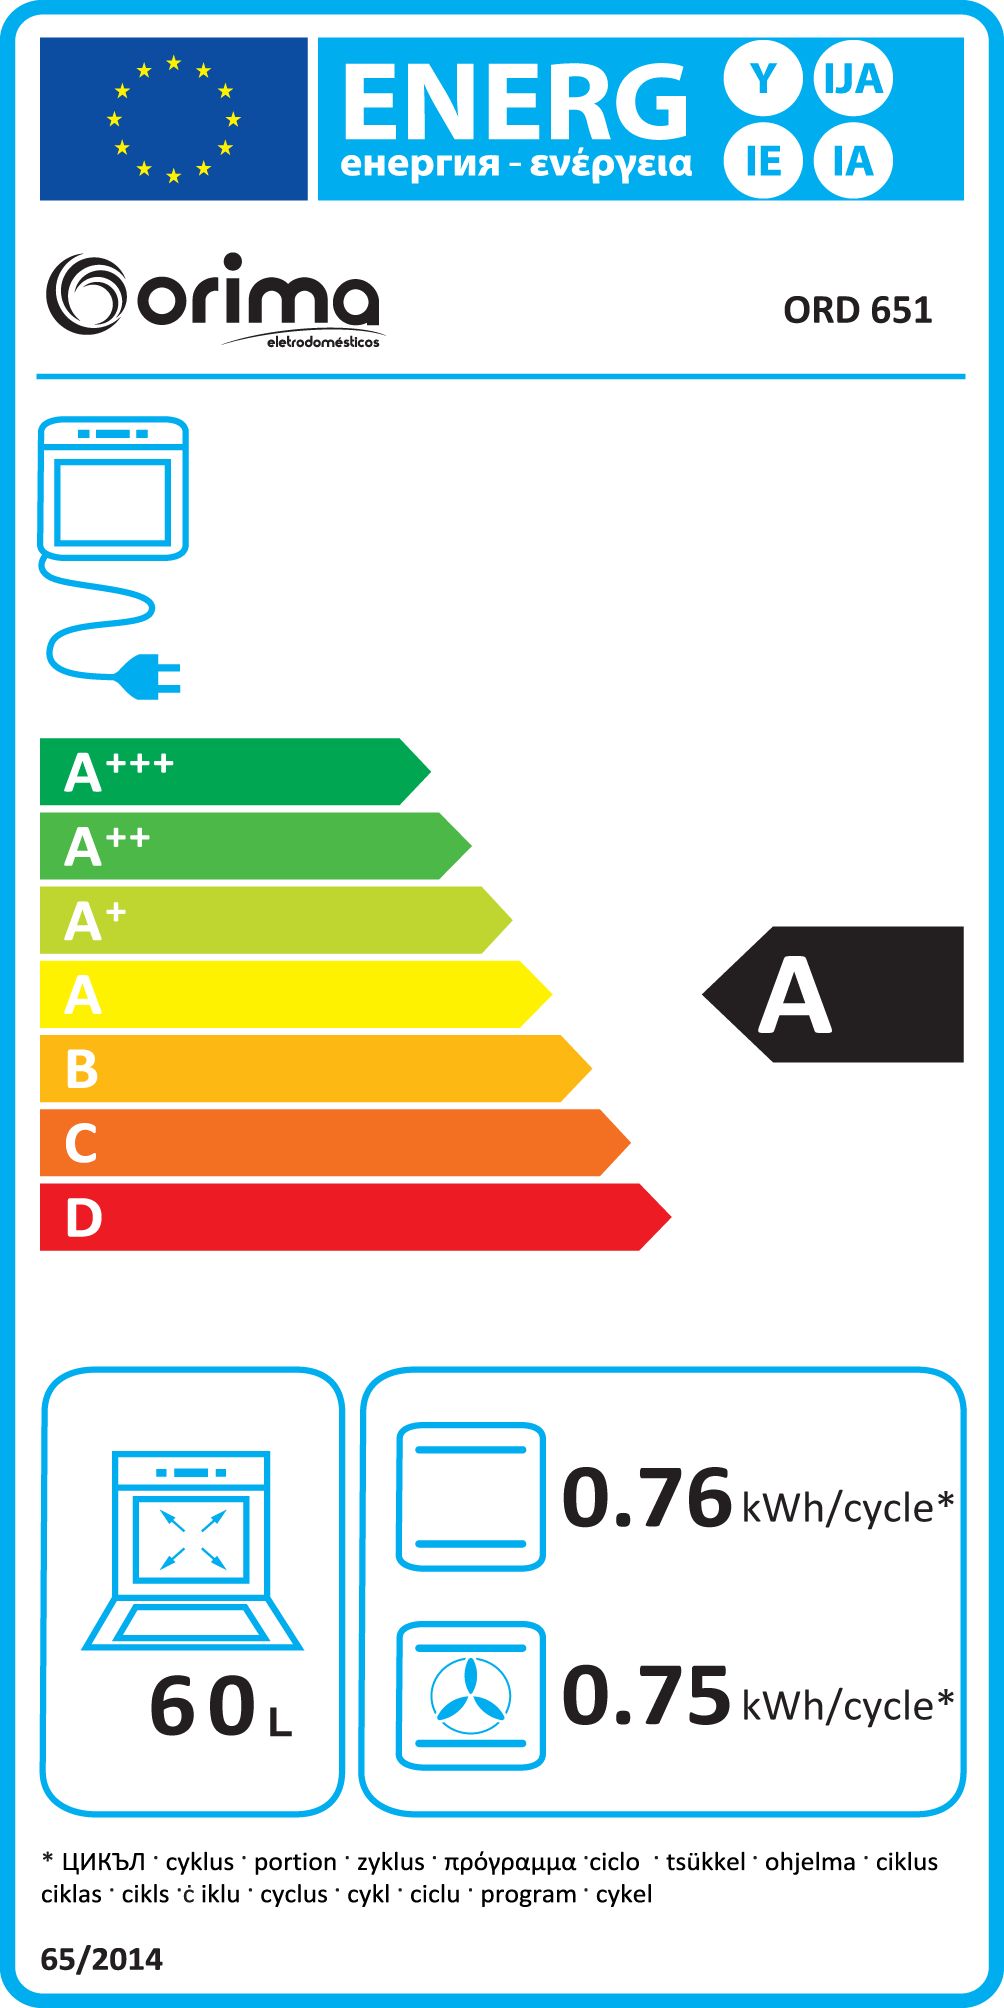 ENERG
енергия - ενέργεια
Y IJA
IE IA
orima
eletrodomésticos
ORD 651
A+++
A++
A+
A
B
C
D
A
60 L
0.76 kWh/cycle*
0.75 kWh/cycle*
* ЦИКЪЛ · cyklus · portion · zyklus · πρόγραμμα ·ciclo · tsükkel · ohjelma · ciklus
ciklas · cikls ·ċ iklu · cyclus · cykl · ciclu · program · cykel
65/2014